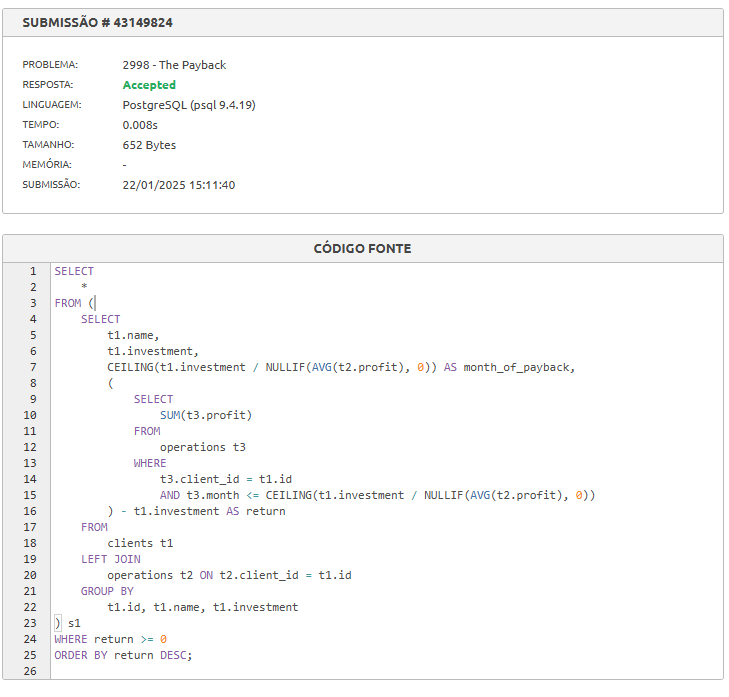 SUBMISSÃO # 43149824
PROBLEMA: 2998 - The Payback
RESPOSTA: Accepted
LINGUAGEM: PostgreSQL (psql 9.4.19)
TEMPO: 0.008s
TAMANHO: 652 Bytes
MEMÓRIA: -
SUBMISSÃO: 22/01/2025 15:11:40
CÓDIGO FONTE
1 SELECT
2     *
3 FROM (
4     SELECT
5         t1.name,
6         t1.investment,
7         CEILING(t1.investment / NULLIF(AVG(t2.profit), 0)) AS month_of_payback,
8         (
9             SELECT
10                 SUM(t3.profit)
11             FROM
12                 operations t3
13             WHERE
14                 t3.client_id = t1.id
15                 AND t3.month <= CEILING(t1.investment / NULLIF(AVG(t2.profit), 0))
16         ) - t1.investment AS return
17     FROM
18         clients t1
19     LEFT JOIN
20         operations t2 ON t2.client_id = t1.id
21     GROUP BY
22         t1.id, t1.name, t1.investment
23 ) s1
24 WHERE return >= 0
25 ORDER BY return DESC;
26